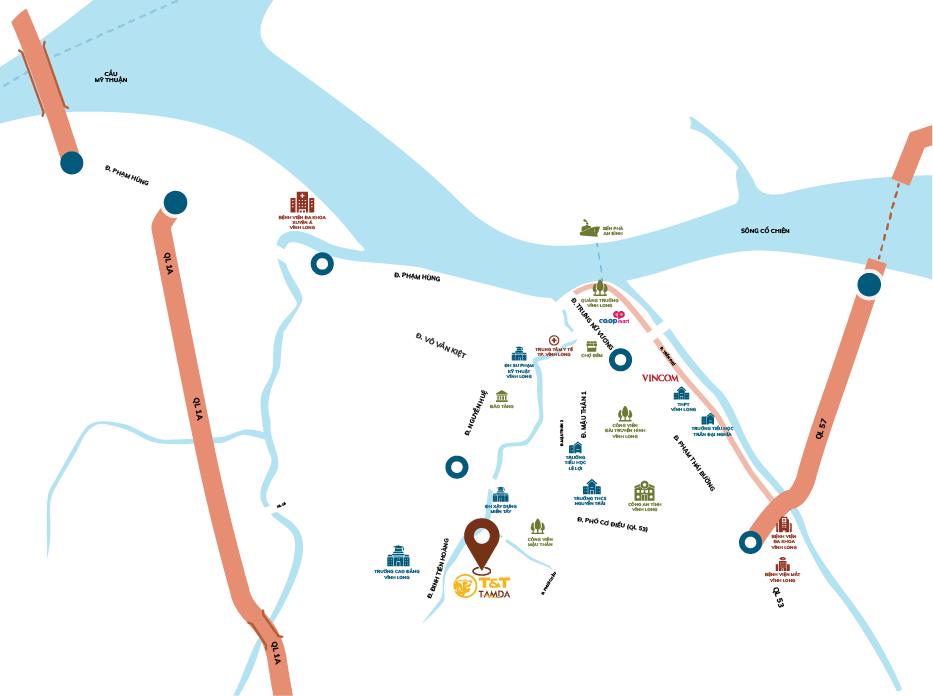 CẦU
MỸ THUẬN
Đ. PHẠM HÙNG
BỆNH VIỆN ĐA KHOA
XUYÊN Á
VĨNH LONG
BẾN PHÀ
AN BÌNH
SÔNG CỔ CHIÊN
QL 1A
Đ. PHẠM HÙNG
QUẢNG TRƯỜNG
VĨNH LONG
Đ. TRƯNG NỮ VƯƠNG
co.opmart
Đ. VÕ VĂN KIỆT
TRUNG TÂM Y TẾ
TP. VĨNH LONG
CHỢ ĐÊM
ĐH SƯ PHẠM
KỸ THUẬT
VĨNH LONG
VINCOM
THPT
VĨNH LONG
BẢO TÀNG
Đ. NGUYỄN HUỆ
QL 1A
Đ. MẬU THÂN 1
CÔNG VIÊN
ĐÀI TRUYỀN HÌNH
VĨNH LONG
TRƯỜNG TIỂU HỌC
TRẦN ĐẠI NGHĨA
QL 57
TRƯỜNG
TIỂU HỌC
LÊ LỢI
Đ. PHẠM THÁI BƯỜNG
ĐH XÂY DỰNG
MIỀN TÂY
TRƯỜNG THCS
NGUYỄN TRÃI
CÔNG AN TỈNH
VĨNH LONG
Đ. PHÓ CƠ ĐIỀU (QL 53)
CÔNG VIÊN
MẬU THÂN
BỆNH VIỆN
ĐA KHOA
VĨNH LONG
TRƯỜNG CAO ĐẲNG
VĨNH LONG
Đ. ĐINH TIÊN HOÀNG
T&T
TAMDA
BỆNH VIỆN MẮT
VĨNH LONG
QL 53
QL 1A